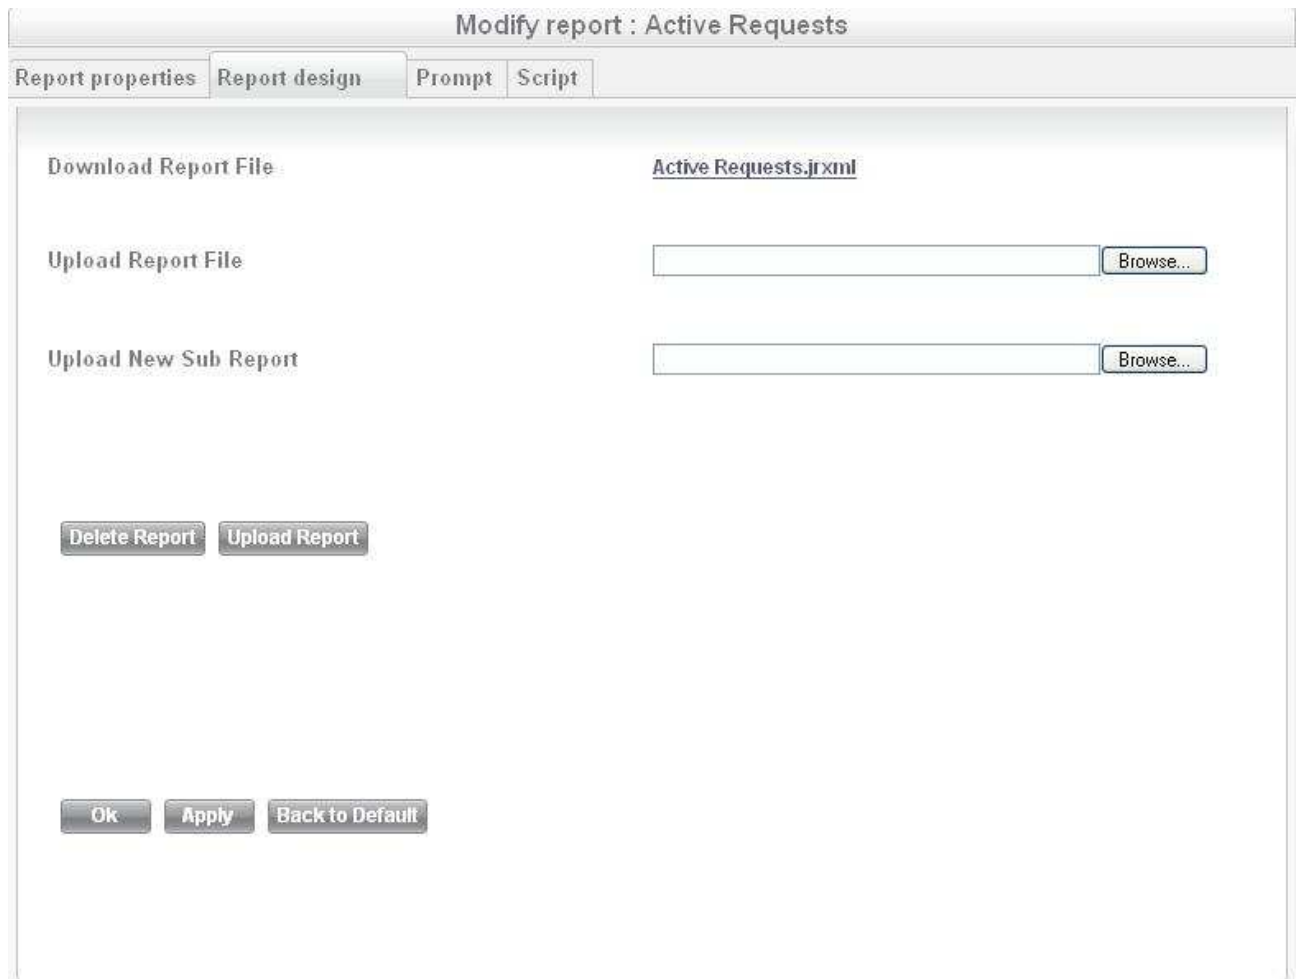 Modify report : Active Requests
Report properties Report design Prompt Script
Download Report File Active Requests.jrxml
Upload Report File Browse...
Upload New Sub Report Browse...
Delete Report Upload Report
Ok Apply Back to Default